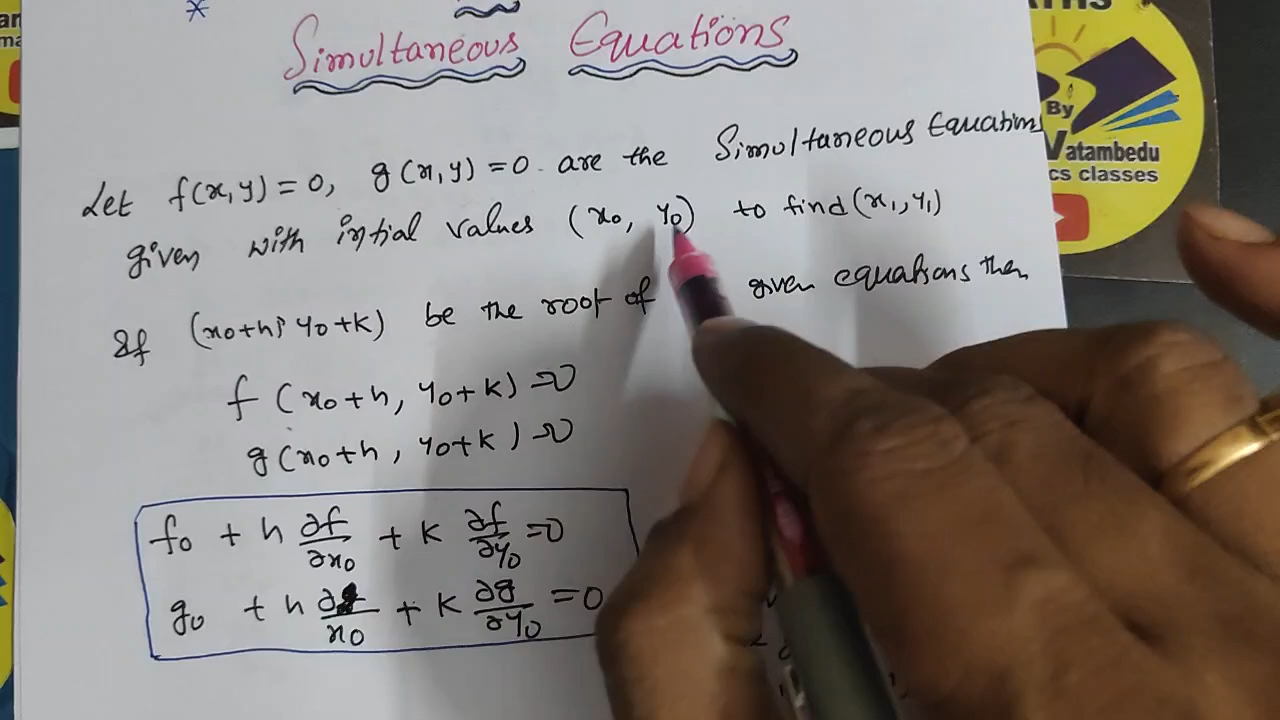 *
Simultaneous Equations
Let f(x,y)=0, g(x,y)=0. are the Simultaneous Equations
given with intial values (x₀, y₀) to find (x₁, y₁)
If (x₀+h, y₀+k) be the root of given equations then
f(x₀+h, y₀+k)=0
g(x₀+h, y₀+k)=0
f₀ + h ∂f/∂x₀ + k ∂f/∂y₀ =0
g₀ + h ∂g/x₀ + k ∂g/∂y₀ =0
By
Vatambedu
cs classes